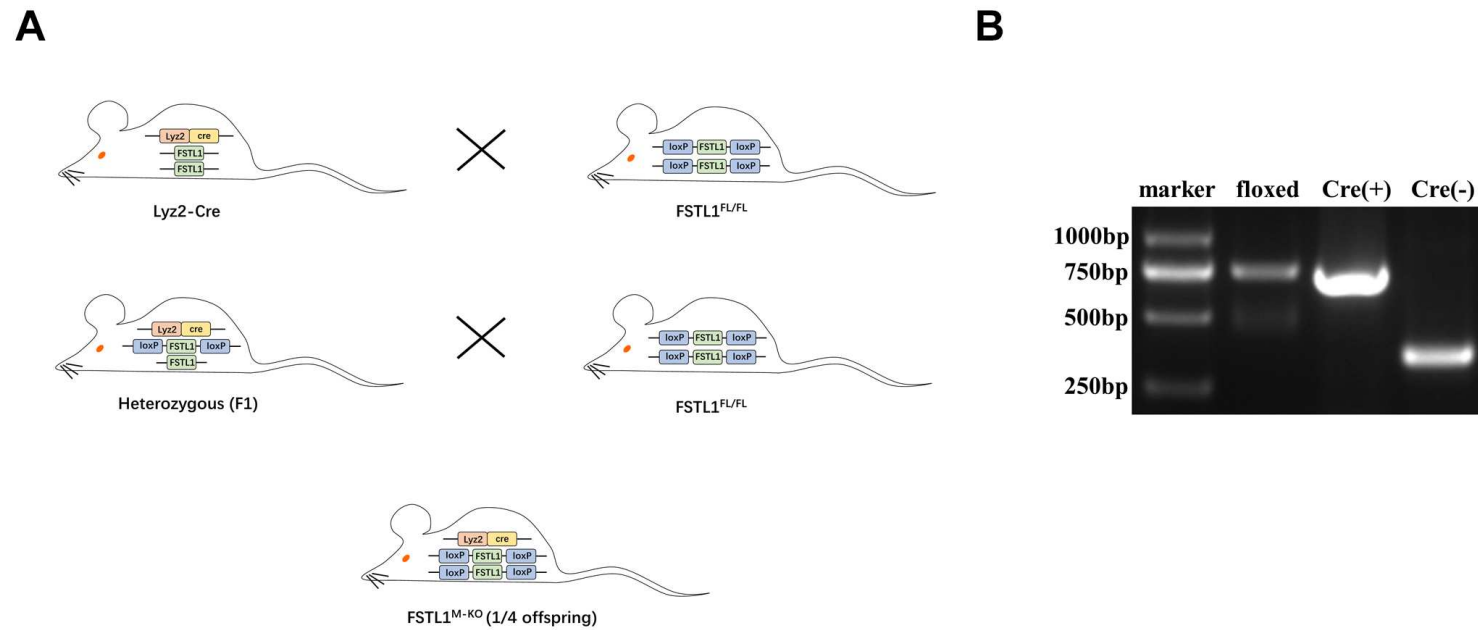 A
B
Lyz2 cre
FSTL1
FSTL1
loxP FSTL1 loxP
loxP FSTL1 loxP
Lyz2-Cre
FSTL1FL/FL
Lyz2 cre
loxP FSTL1 loxP
FSTL1
loxP FSTL1 loxP
loxP FSTL1 loxP
Heterozygous (F1)
FSTL1FL/FL
Lyz2 cre
loxP FSTL1 loxP
loxP FSTL1 loxP
FSTL1M-KO (1/4 offspring)
marker floxed Cre(+) Cre(-)
1000bp
750bp
500bp
250bp